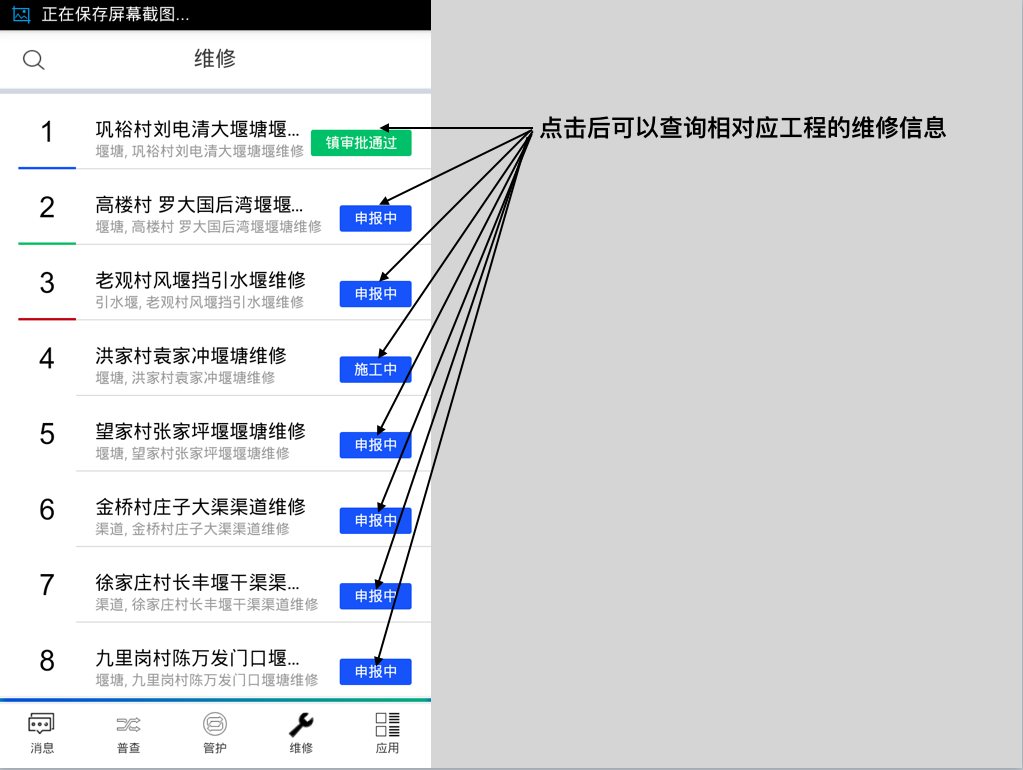 正在保存屏幕截图...
维修
1
巩裕村刘电清大堰塘堰...
堰塘, 巩裕村刘电清大堰塘堰维修
镇审批通过
点击后可以查询相对应工程的维修信息
2
高楼村 罗大国后湾堰堰...
堰塘, 高楼村 罗大国后湾堰堰塘维修
申报中
3
老观村风堰挡引水堰维修
引水堰, 老观村风堰挡引水堰维修
申报中
4
洪家村袁家冲堰塘维修
堰塘, 洪家村袁家冲堰塘维修
施工中
5
望家村张家坪堰堰塘维修
堰塘, 望家村张家坪堰堰塘维修
申报中
6
金桥村庄子大渠渠道维修
渠道, 金桥村庄子大渠渠道维修
申报中
7
徐家庄村长丰堰干渠渠...
渠道, 徐家庄村长丰堰干渠渠道维修
申报中
8
九里岗村陈万发门口堰...
堰塘, 九里岗村陈万发门口堰塘维修
申报中
消息 普查 管护 维修 应用